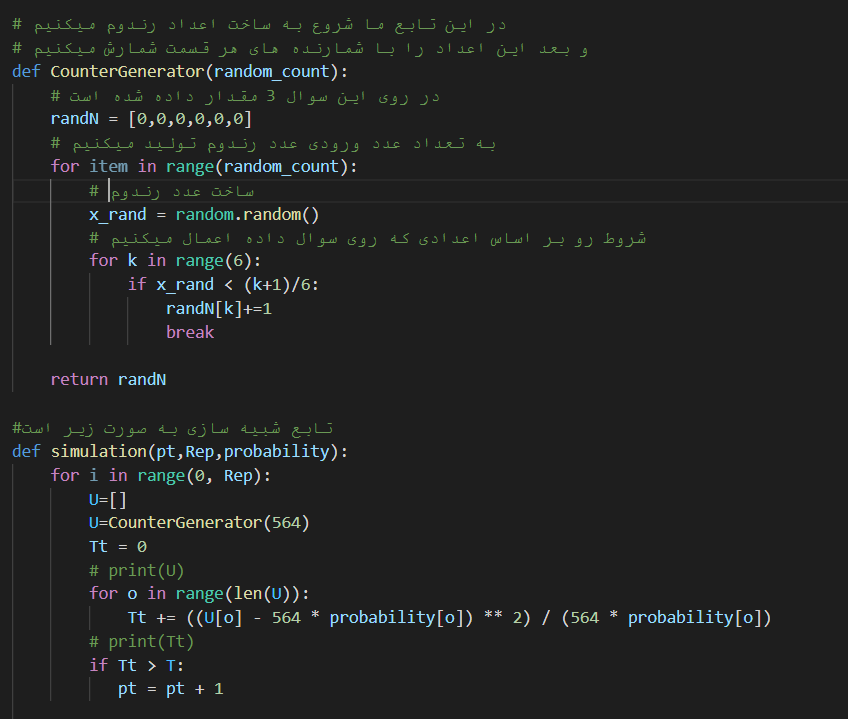 # در این تابع ما شروع به ساخت اعداد رندوم میکنیم
# و بعد این اعداد را با شمارنده های هر قسمت شمارش میکنیم
def CounterGenerator(random_count):
    # در روی این سوال 3 مقدار داده شده است
    randN = [0,0,0,0,0,0]
    # به تعداد عدد ورودی عدد رندوم تولید میکنیم
    for item in range(random_count):
        # ساخت عدد رندوم
        x_rand = random.random()
        # شروط رو بر اساس اعدادی که روی سوال داده اعمال میکنیم
        for k in range(6):
            if x_rand < (k+1)/6:
                randN[k]+=1
                break
    return randN
#تابع شبیه سازی به صورت زیر است
def simulation(pt,Rep,probability):
    for i in range(0, Rep):
        U=[]
        U=CounterGenerator(564)
        Tt = 0
        # print(U)
        for o in range(len(U)):
            Tt += ((U[o] - 564 * probability[o]) ** 2) / (564 * probability[o])
        # print(Tt)
        if Tt > T:
           pt = pt + 1